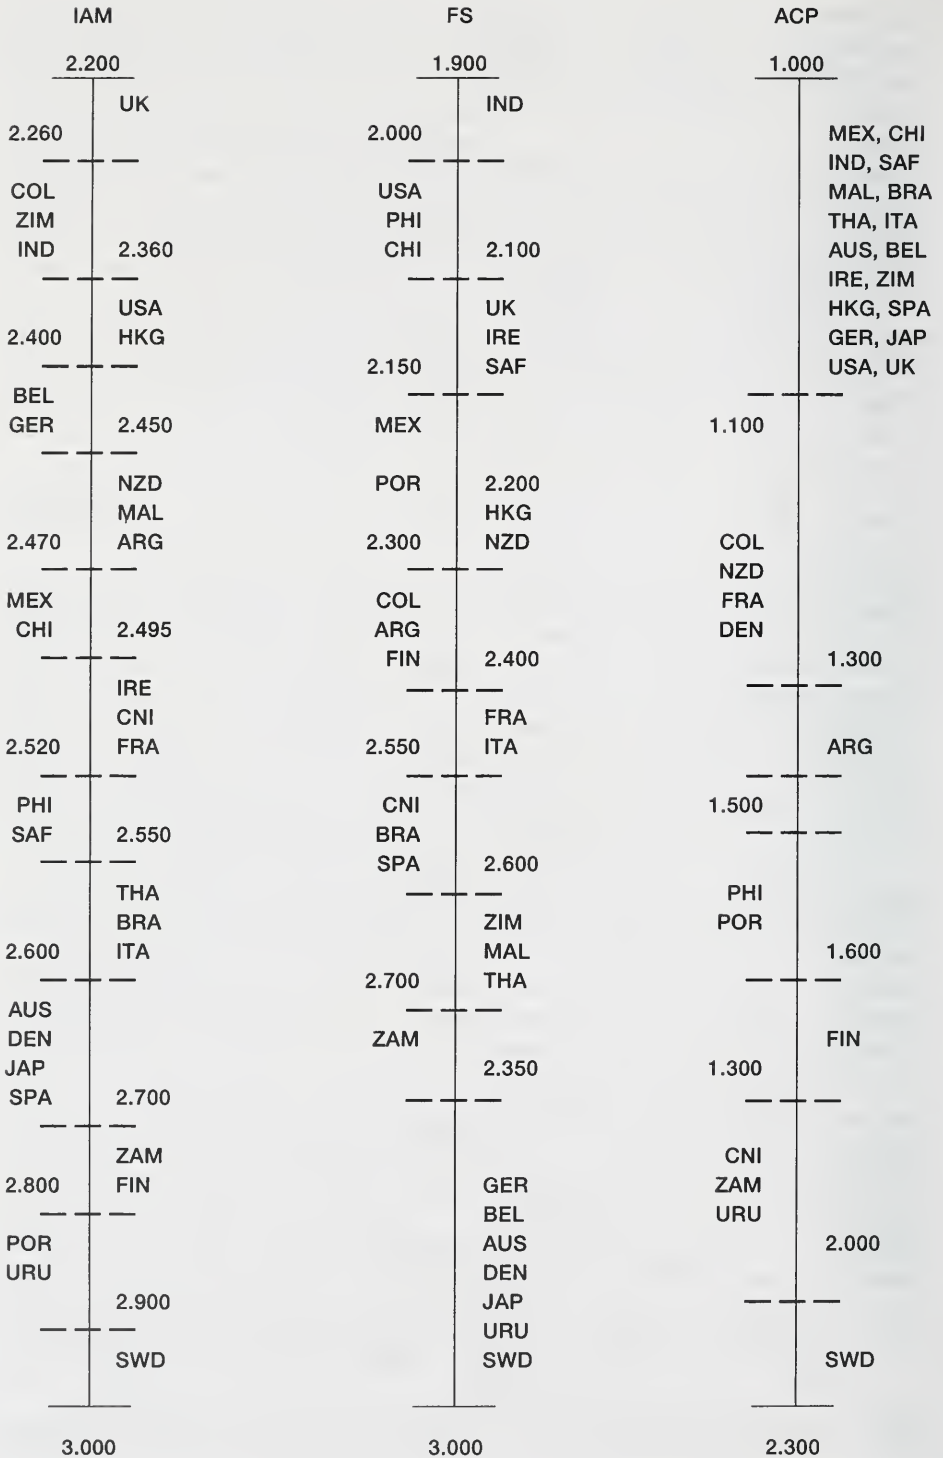 IAM FS ACP
2.200 1.900 1.000
UK IND
2.260 2.000 MEX, CHI
IND, SAF
COL USA MAL, BRA
ZIM PHI THA, ITA
IND 2.360 CHI 2.100 AUS, BEL
IRE, ZIM
USA UK HKG, SPA
2.400 HKG IRE GER, JAP
2.150 SAF USA, UK
BEL
GER 2.450 MEX 1.100
NZD POR 2.200
MAL HKG
2.470 ARG 2.300 NZD COL
NZD
MEX COL FRA
CHI 2.495 ARG DEN
FIN 2.400 1.300
IRE
CNI FRA
2.520 FRA 2.550 ITA ARG
PHI CNI 1.500
SAF 2.550 BRA
SPA 2.600
THA PHI
BRA ZIM POR
2.600 ITA MAL 1.600
2.700 THA
AUS
DEN ZAM FIN
JAP 2.350 1.300
SPA 2.700
ZAM CNI
2.800 FIN GER ZAM
BEL URU
POR AUS 2.000
URU DEN
2.900 JAP
URU
SWD SWD SWD
3.000 3.000 2.300